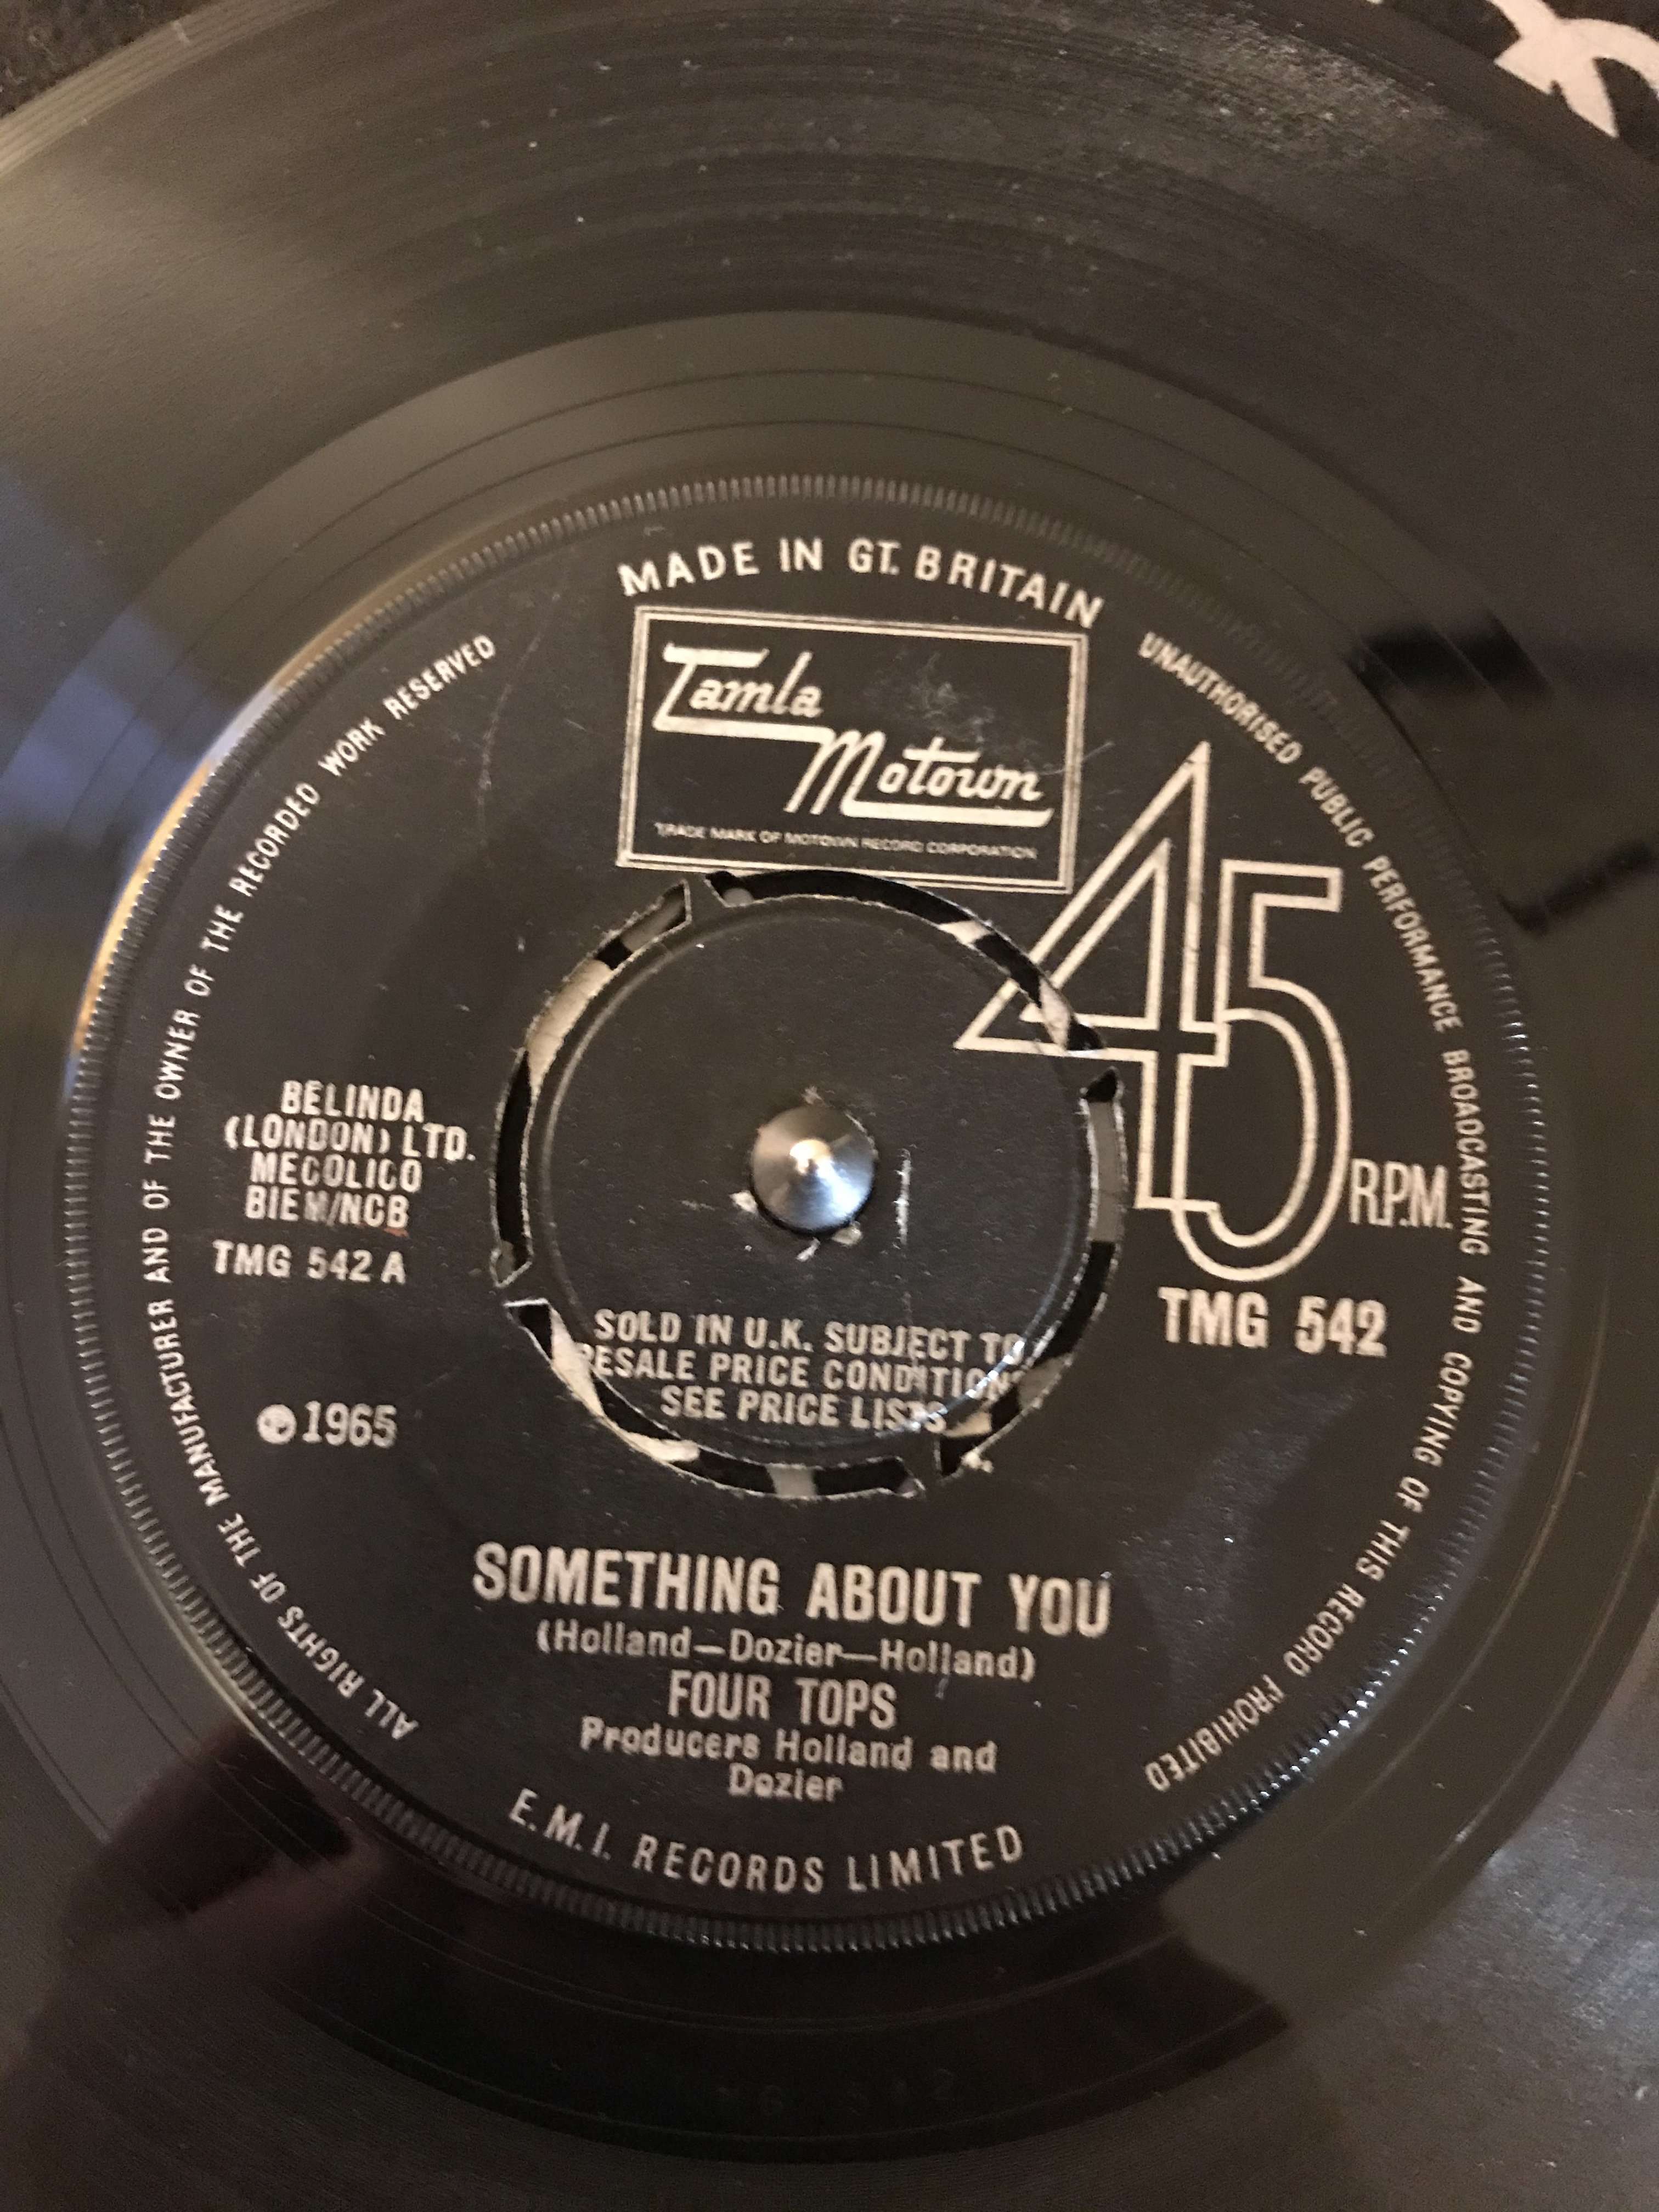 MADE IN GT. BRITAIN
Tamla
Motown
TRADE MARK OF MOTOWN RECORD CORPORATION
ALL RIGHTS OF THE MANUFACTURER AND OF THE OWNER OF THE RECORDED WORK RESERVED
UNAUTHORISED PUBLIC PERFORMANCE BROADCASTING AND COPYING OF THIS RECORD PROHIBITED
45
R.P.M.
BELINDA
(LONDON) LTD.
MECOLICO
BIEM/NCB
TMG 542 A
TMG 542
SOLD IN U.K. SUBJECT TO
RESALE PRICE CONDITIONS
SEE PRICE LISTS
℗ 1965
SOMETHING ABOUT YOU
(Holland—Dozier—Holland)
FOUR TOPS
Producers Holland and
Dozier
E.M.I. RECORDS LIMITED